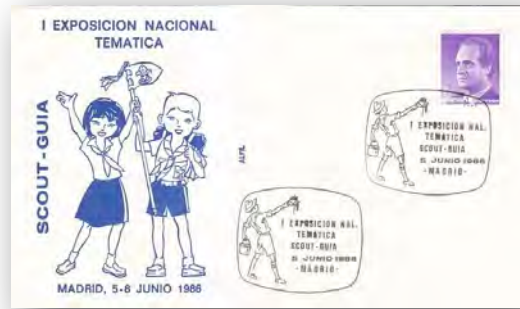 I EXPOSICION NACIONAL
TEMATICA
SCOUT-GUIA
MADRID, 5-8 JUNIO 1986
ALFIL
I EXPOSICION NAL.
TEMATICA
SCOUT-GUIA
5 JUNIO 1986
-MADRID-
I EXPOSICION NAL.
TEMATICA
SCOUT-GUIA
5 JUNIO 1986
-MADRID-